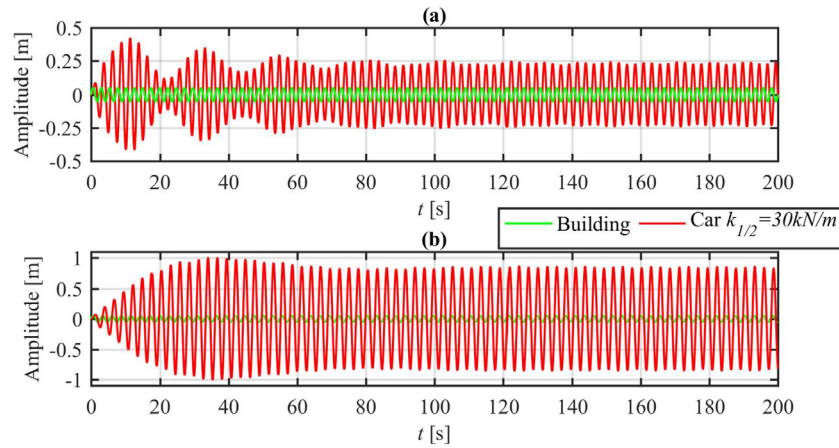 (a)
0.5
0.25
0
-0.25
-0.5
Amplitude [m]
0 20 40 60 80 100 120 140 160 180 200
t [s]
Building Car k_{1/2}=30kN/m
(b)
1
0.5
0
-0.5
-1
Amplitude [m]
0 20 40 60 80 100 120 140 160 180 200
t [s]